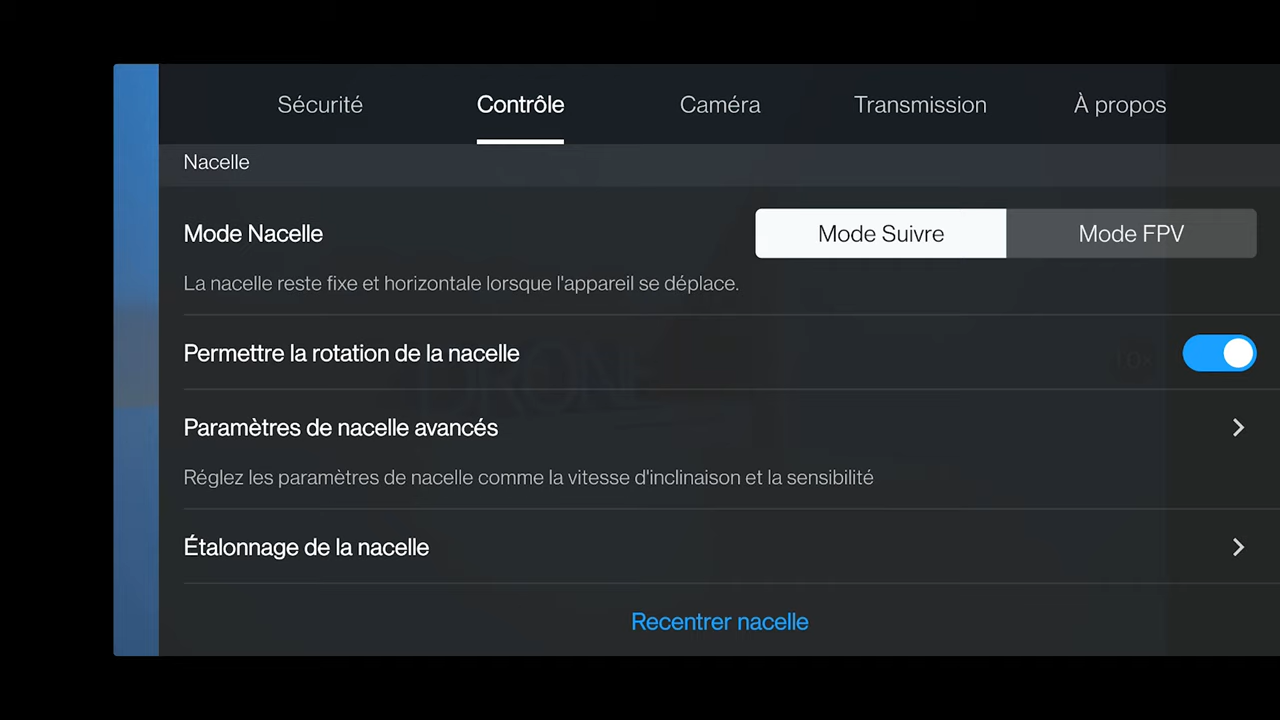 Sécurité Contrôle Caméra Transmission À propos
Nacelle
Mode Nacelle Mode Suivre Mode FPV
La nacelle reste fixe et horizontale lorsque l'appareil se déplace.
Permettre la rotation de la nacelle
DRONE
Paramètres de nacelle avancés
Réglez les paramètres de nacelle comme la vitesse d'inclinaison et la sensibilité
Étalonnage de la nacelle
Recentrer nacelle